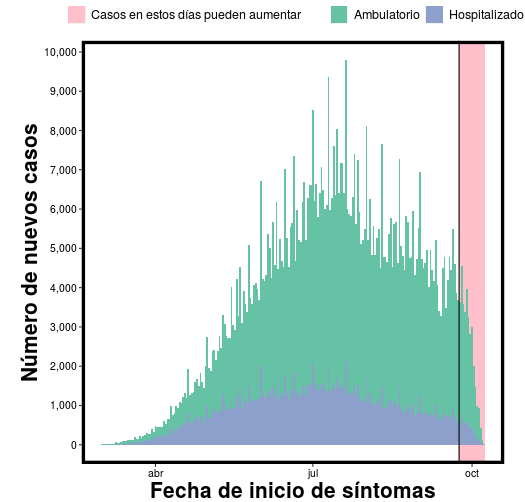 Casos en estos días pueden aumentar Ambulatorio Hospitalizado
Número de nuevos casos
10,000
9,000
8,000
7,000
6,000
5,000
4,000
3,000
2,000
1,000
0
abr jul oct
Fecha de inicio de síntomas